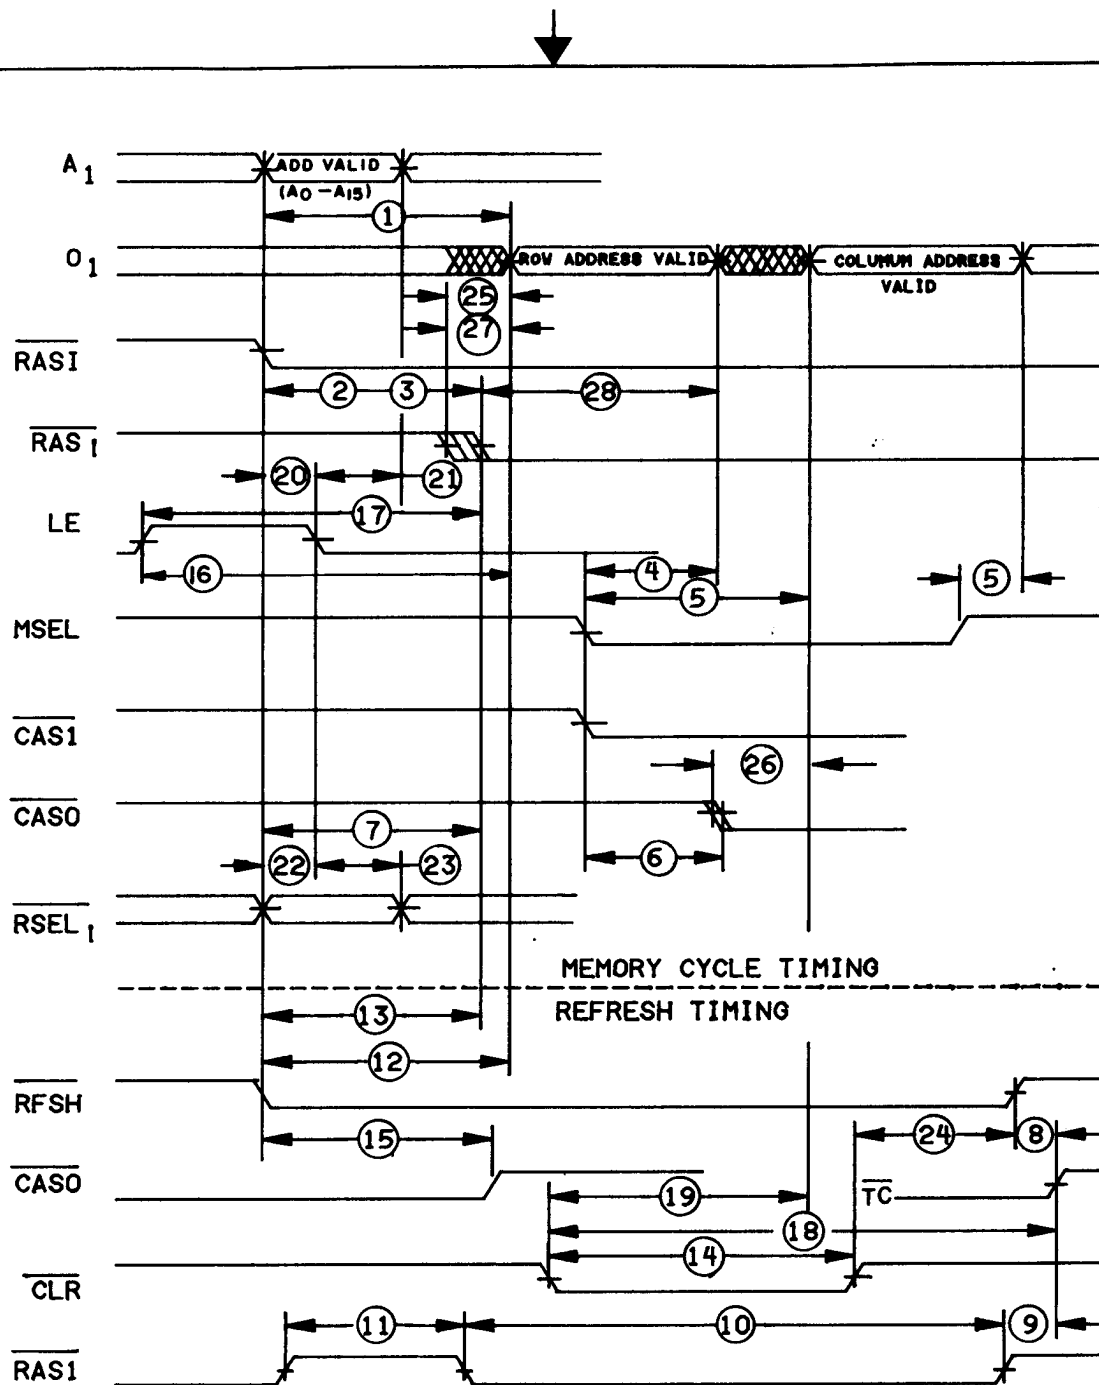 A1 ADD VALID
(A0-A15)
1
O1 ROW ADDRESS VALID COLUMUM ADDRESS
VALID
25
27
RASI
2 3 28
RASI
20 21
LE 17
16 4 5
5
MSEL
CAS1
26
CASO
7
6
22 23
RSELI
MEMORY CYCLE TIMING
REFRESH TIMING
13
12
RFSH
15 24 8
CASO 19 TC
18
14
CLR
11 10 9
RAS1